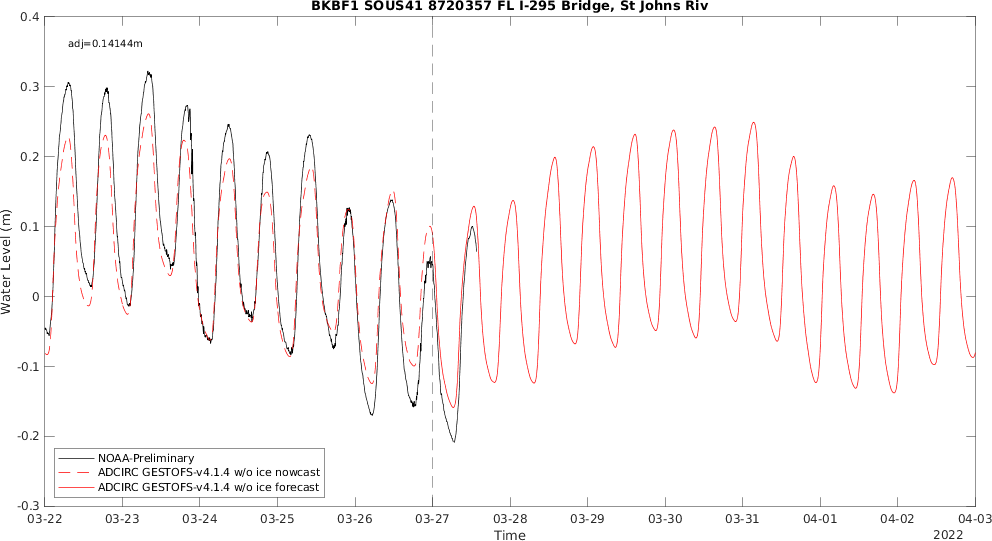 BKBF1 SOUS41 8720357 FL I-295 Bridge, St Johns Riv
adj=0.14144m
0.4
0.3
0.2
0.1
0
-0.1
-0.2
-0.3
Water Level (m)
NOAA-Preliminary
ADCIRC GESTOFS-v4.1.4 w/o ice nowcast
ADCIRC GESTOFS-v4.1.4 w/o ice forecast
03-22 03-23 03-24 03-25 03-26 03-27 03-28 03-29 03-30 03-31 04-01 04-02 04-03
Time
2022